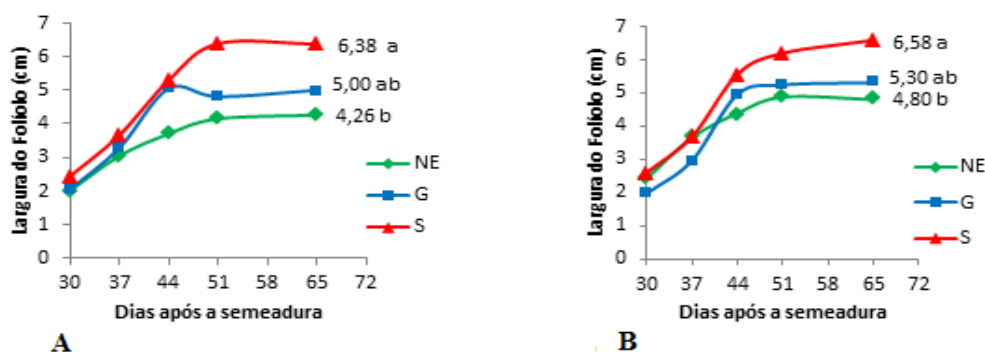 Largura do Folíolo (cm)
7
6
5
4
3
2
1
0
6,38 a
5,00 ab
4,26 b
NE
G
S
30 37 44 51 58 65 72
Dias após a semeadura
A
Largura do Folíolo (cm)
7
6
5
4
3
2
1
0
6,58 a
5,30 ab
4,80 b
NE
G
S
30 37 44 51 58 65 72
Dias após a semeadura
B